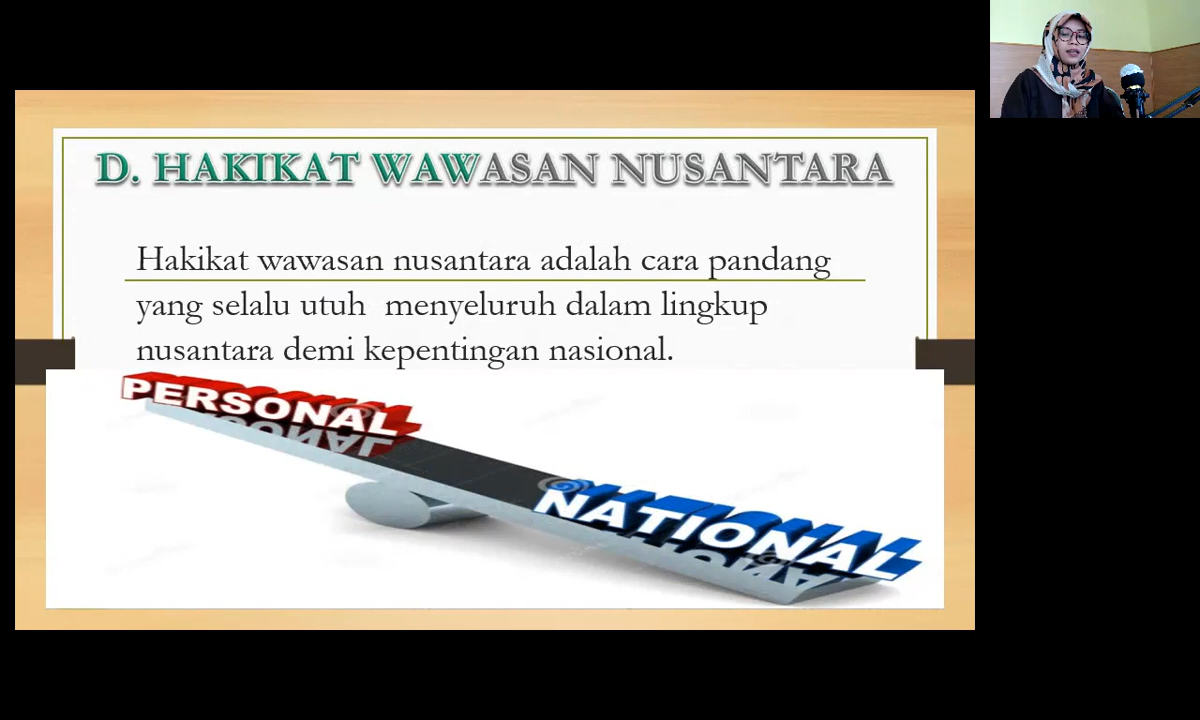 D. HAKIKAT WAWASAN NUSANTARA
Hakikat wawasan nusantara adalah cara pandang
yang selalu utuh  menyeluruh dalam lingkup
nusantara demi kepentingan nasional.
PERSONAL
NATIONAL